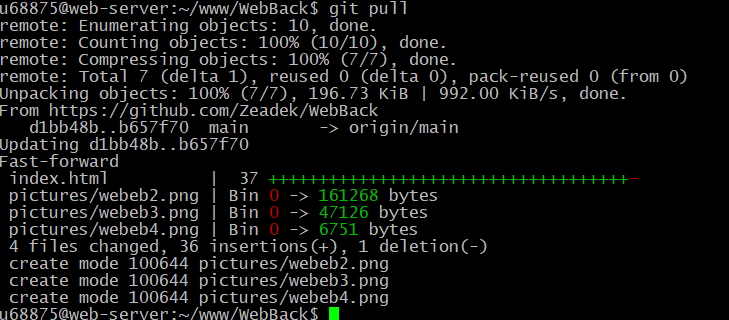 u68875@web-server:~/www/WebBack$ git pull
remote: Enumerating objects: 10, done.
remote: Counting objects: 100% (10/10), done.
remote: Compressing objects: 100% (7/7), done.
remote: Total 7 (delta 1), reused 0 (delta 0), pack-reused 0 (from 0)
Unpacking objects: 100% (7/7), 196.73 KiB | 992.00 KiB/s, done.
From https://github.com/Zeadek/WebBack
   d1bb48b..b657f70  main       -> origin/main
Updating d1bb48b..b657f70
Fast-forward
 index.html         |  37 ++++++++++++++++++++++++++++++++++++-
 pictures/webeb2.png | Bin 0 -> 161268 bytes
 pictures/webeb3.png | Bin 0 -> 47126 bytes
 pictures/webeb4.png | Bin 0 -> 6751 bytes
 4 files changed, 36 insertions(+), 1 deletion(-)
 create mode 100644 pictures/webeb2.png
 create mode 100644 pictures/webeb3.png
 create mode 100644 pictures/webeb4.png
u68875@web-server:~/www/WebBack$